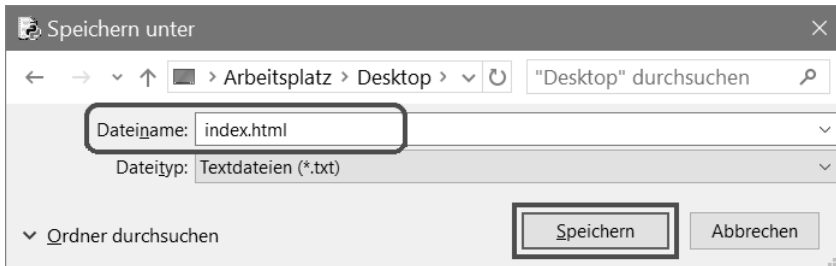 Speichern unter
Arbeitsplatz > Desktop > "Desktop" durchsuchen
Dateiname: index.html
Dateityp: Textdateien (*.txt)
Ordner durchsuchen Speichern Abbrechen